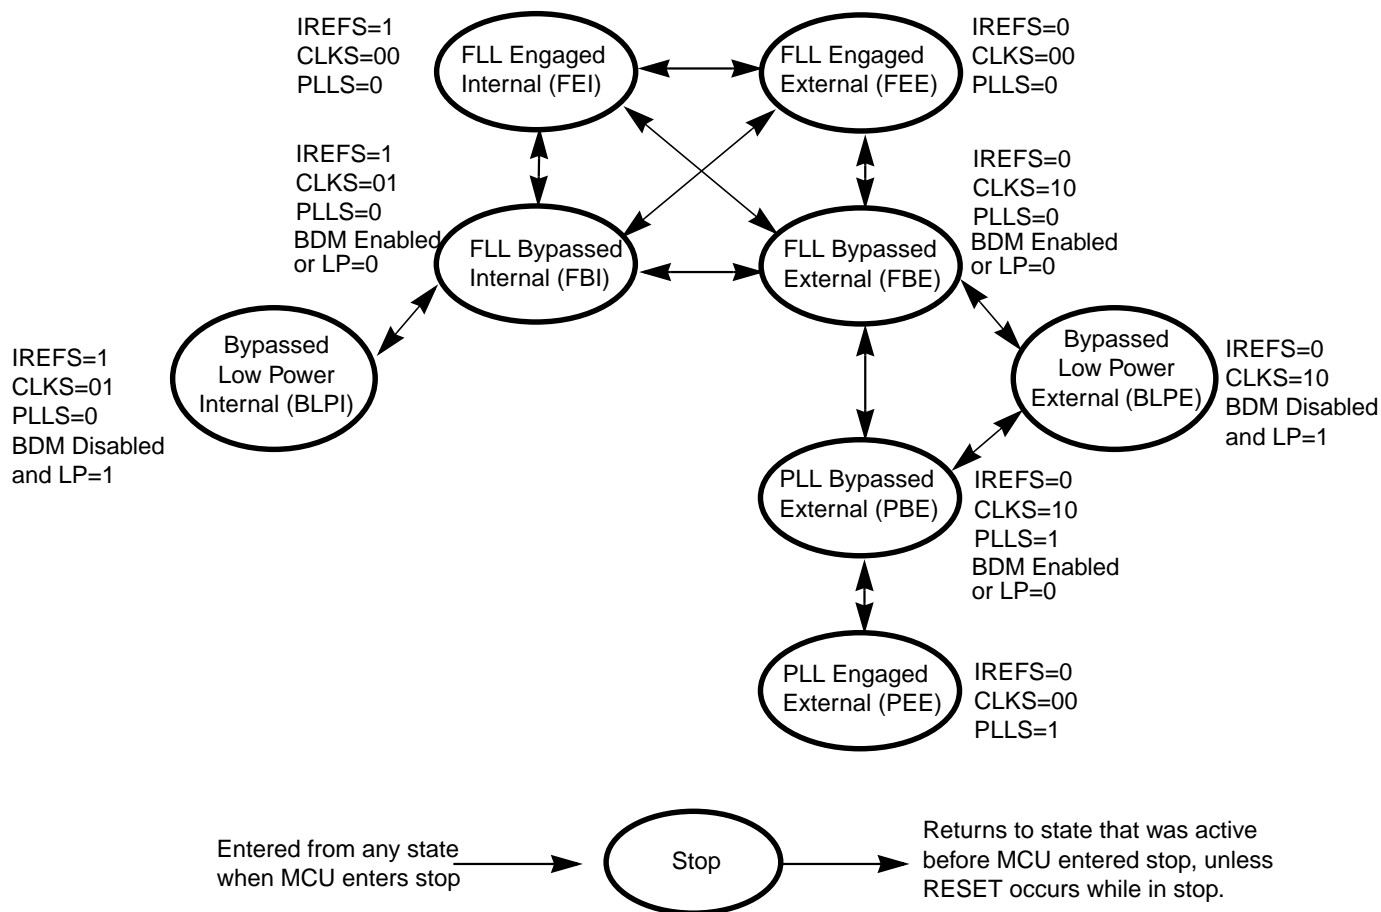 IREFS=1
CLKS=00
PLLS=0
FLL Engaged
Internal (FEI)
FLL Engaged
External (FEE)
IREFS=0
CLKS=00
PLLS=0
IREFS=1
CLKS=01
PLLS=0
BDM Enabled
or LP=0
FLL Bypassed
Internal (FBI)
FLL Bypassed
External (FBE)
IREFS=0
CLKS=10
PLLS=0
BDM Enabled
or LP=0
IREFS=1
CLKS=01
PLLS=0
BDM Disabled
and LP=1
Bypassed
Low Power
Internal (BLPI)
Bypassed
Low Power
External (BLPE)
IREFS=0
CLKS=10
BDM Disabled
and LP=1
PLL Bypassed
External (PBE)
IREFS=0
CLKS=10
PLLS=1
BDM Enabled
or LP=0
PLL Engaged
External (PEE)
IREFS=0
CLKS=00
PLLS=1
Entered from any state
when MCU enters stop
Stop
Returns to state that was active
before MCU entered stop, unless
RESET occurs while in stop.